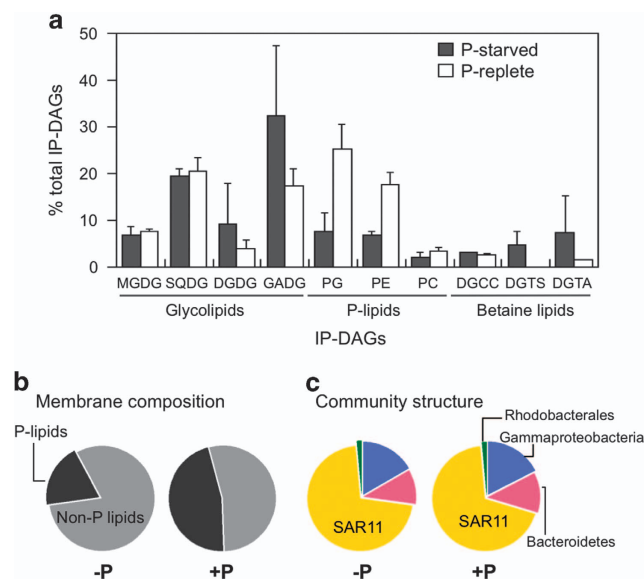 a
50
40
30
20
10
0
% total IP-DAGs
P-starved
P-replete
MGDG SQDG DGDG GADG PG PE PC DGCC DGTS DGTA
Glycolipids P-lipids Betaine lipids
IP-DAGs
b Membrane composition
P-lipids
Non-P lipids
-P +P
c Community structure
Rhodobacterales
Gammaproteobacteria
SAR11 SAR11
Bacteroidetes
-P +P